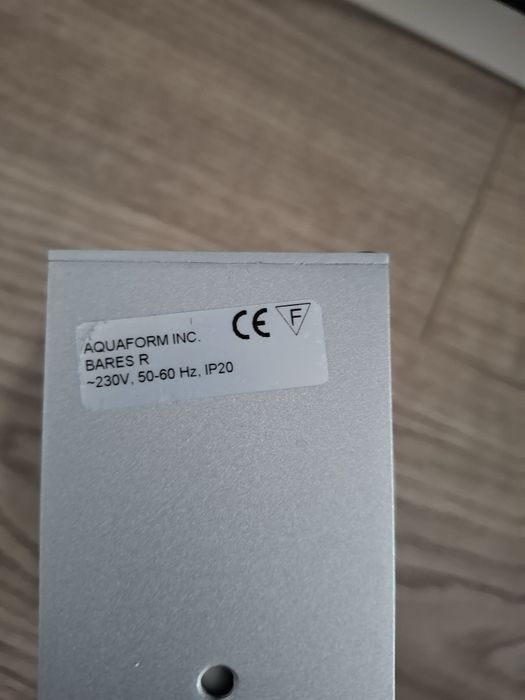 AQUAFORM INC. CE F
BARES R
~230V, 50-60 Hz, IP20